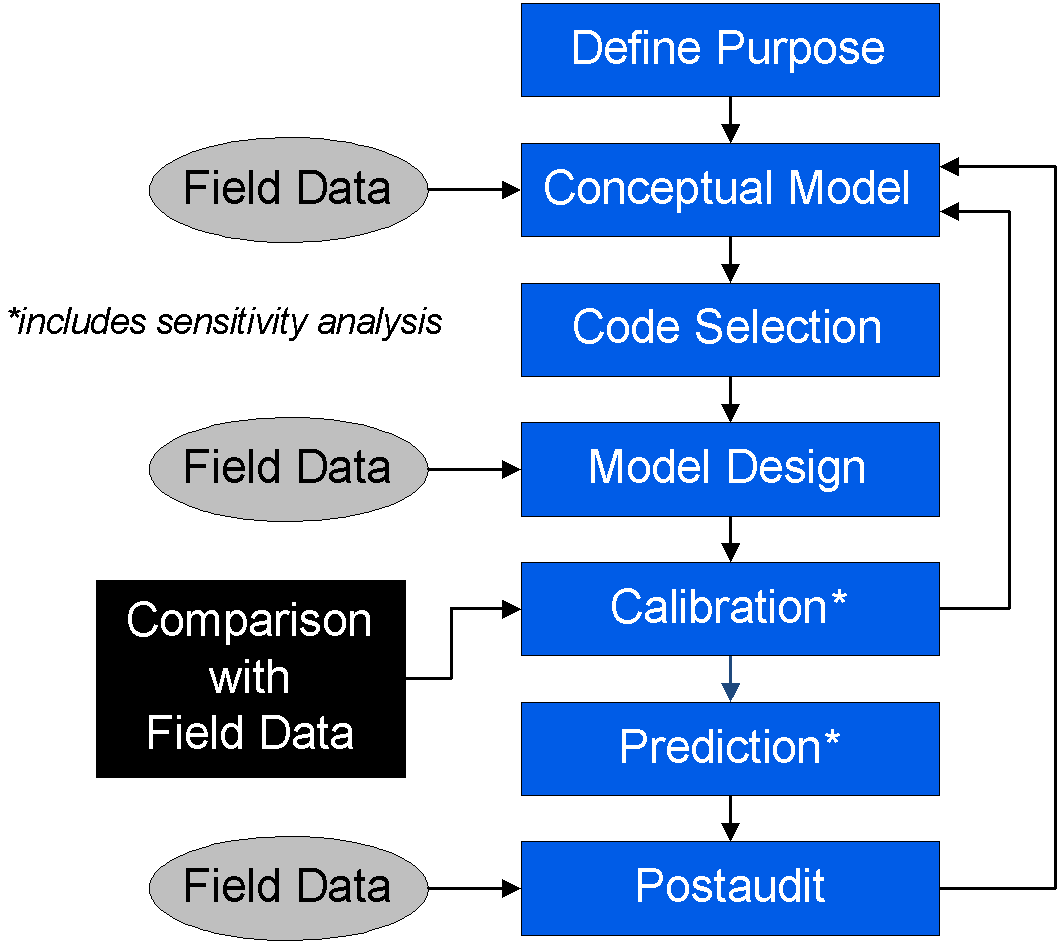 Define Purpose
Field Data
Conceptual Model
*includes sensitivity analysis
Code Selection
Field Data
Model Design
Comparison
with
Field Data
Calibration*
Prediction*
Field Data
Postaudit